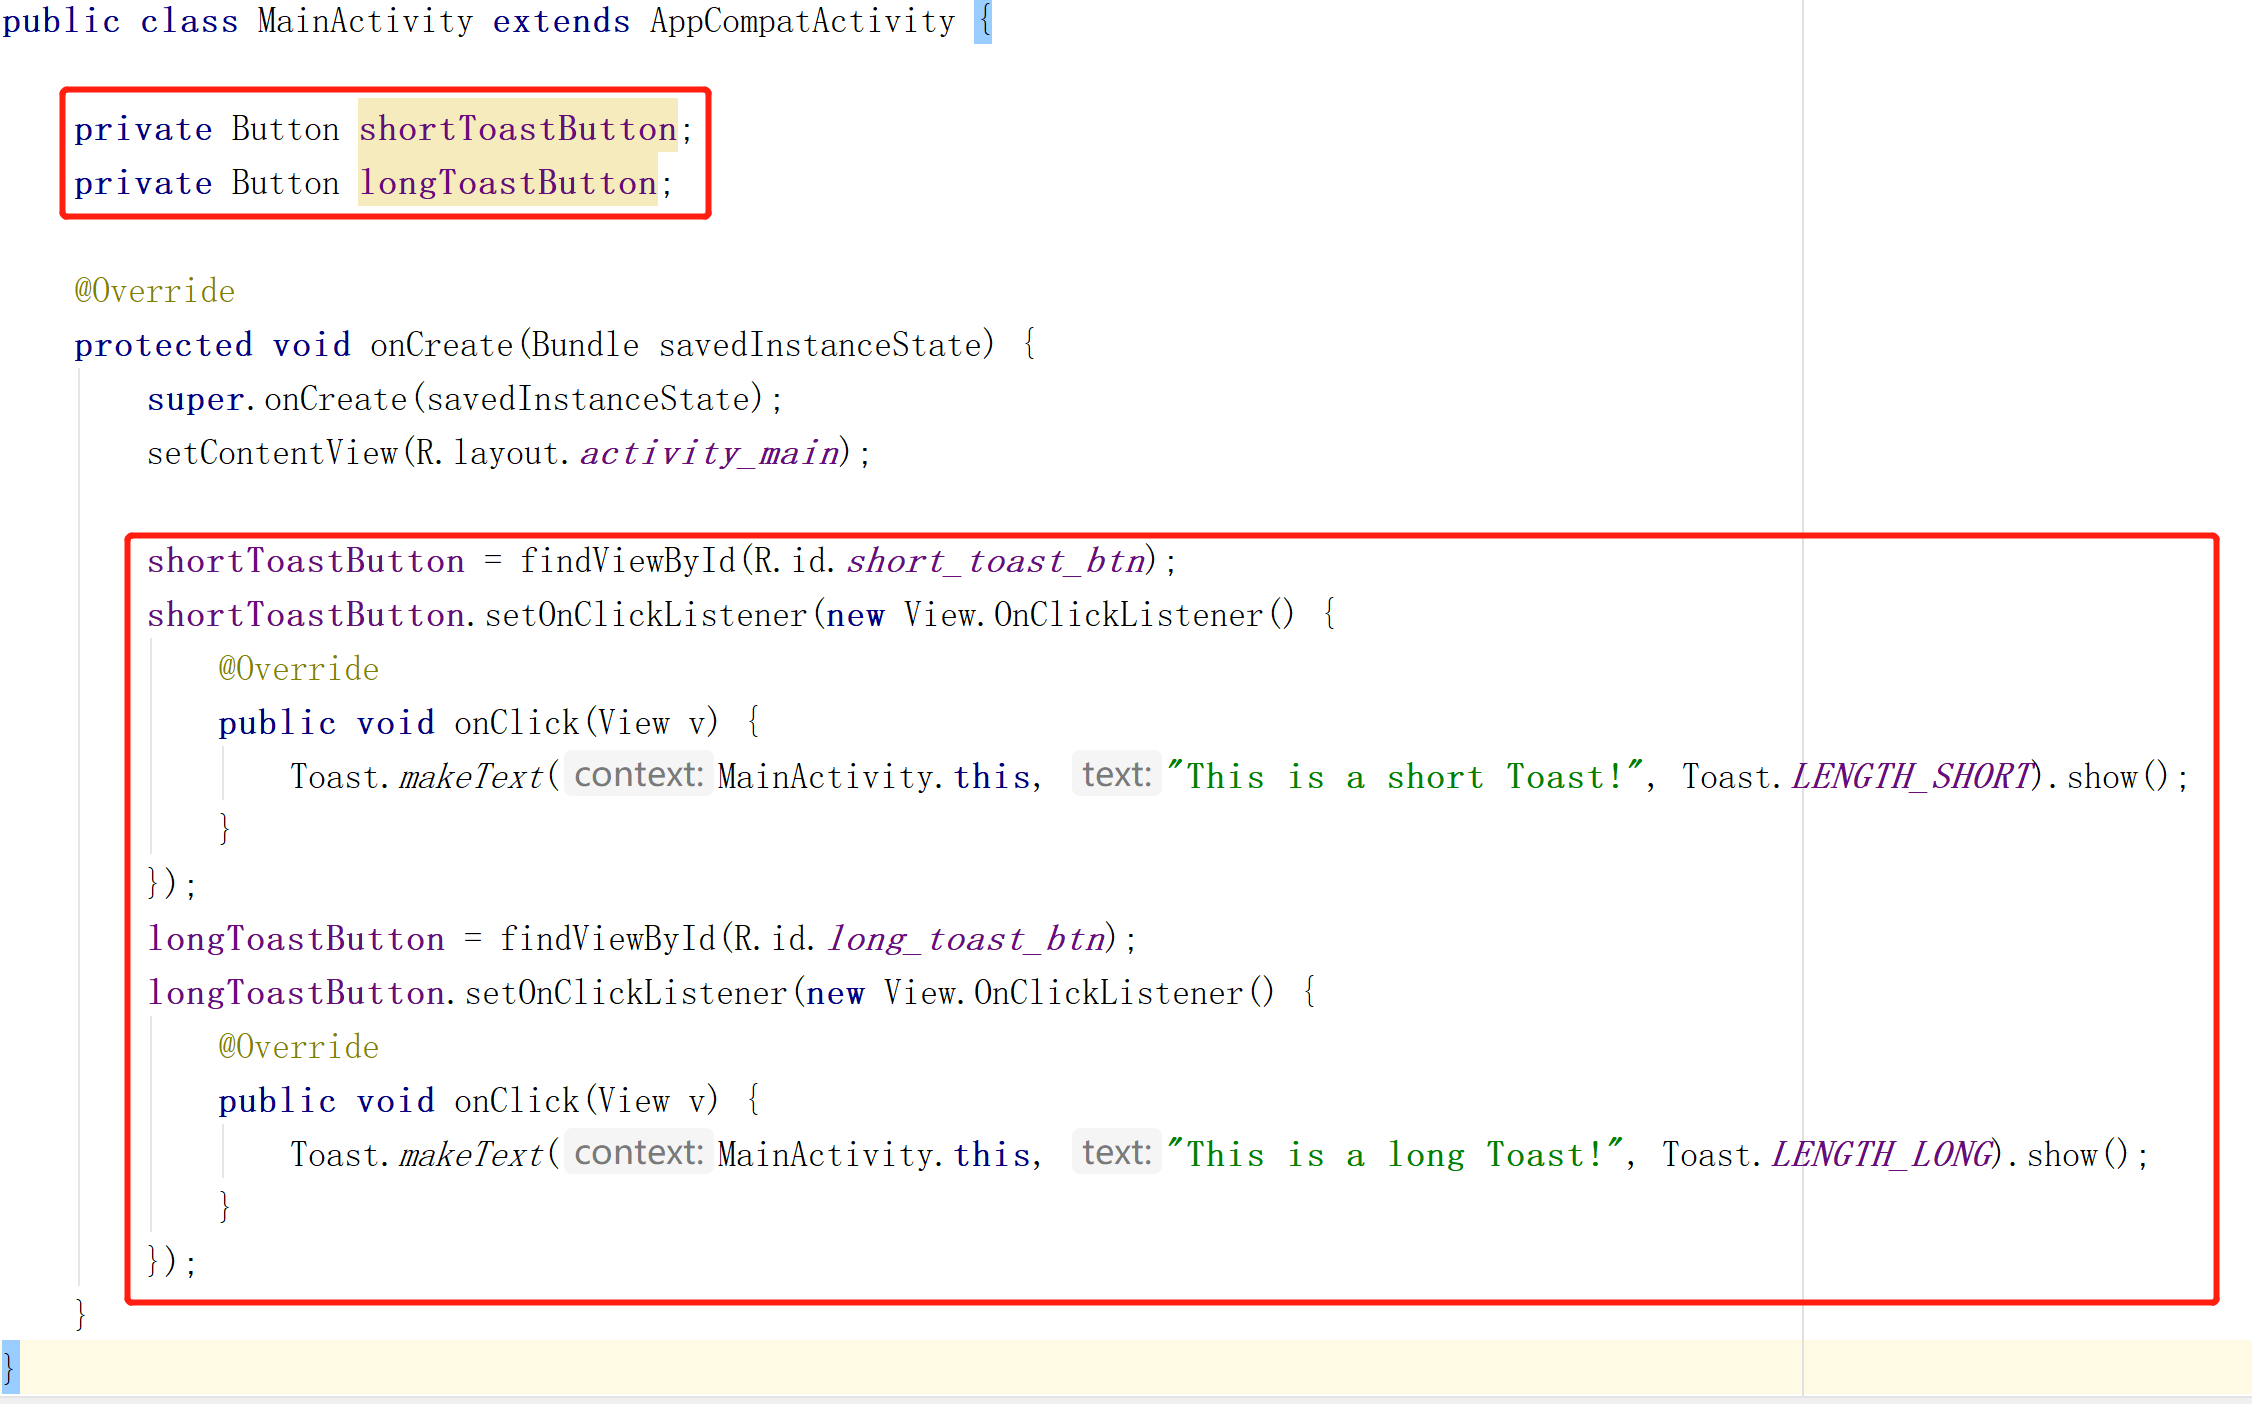 public class MainActivity extends AppCompatActivity {
private Button shortToastButton;
private Button longToastButton;
@Override
protected void onCreate(Bundle savedInstanceState) {
super.onCreate(savedInstanceState);
setContentView(R.layout.activity_main);
shortToastButton = findViewById(R.id.short_toast_btn);
shortToastButton.setOnClickListener(new View.OnClickListener() {
@Override
public void onClick(View v) {
Toast.makeText( context: MainActivity.this, text: "This is a short Toast!", Toast.LENGTH_SHORT).show();
}
});
longToastButton = findViewById(R.id.long_toast_btn);
longToastButton.setOnClickListener(new View.OnClickListener() {
@Override
public void onClick(View v) {
Toast.makeText( context: MainActivity.this, text: "This is a long Toast!", Toast.LENGTH_LONG).show();
}
});
}
}